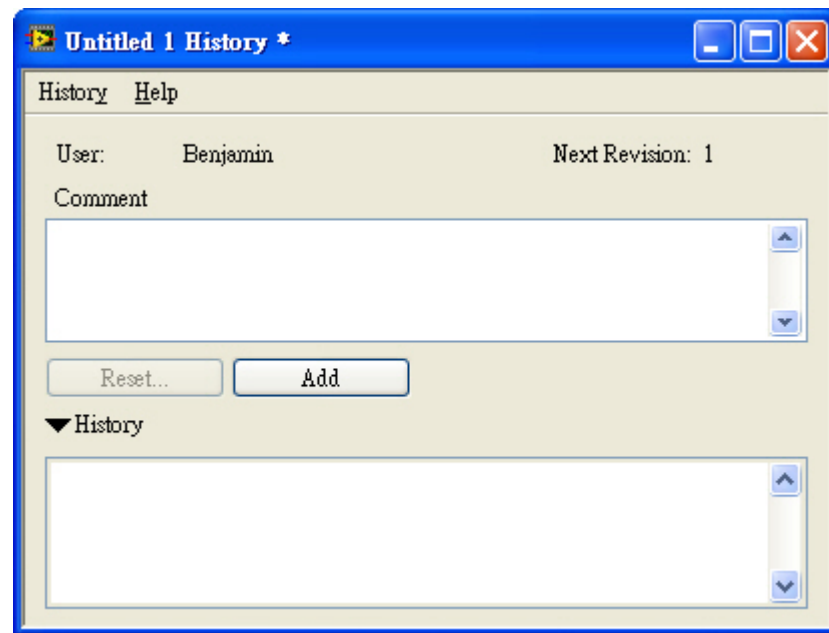 Untitled 1 History *
History Help
User: Benjamin Next Revision: 1
Comment
Reset... Add
History